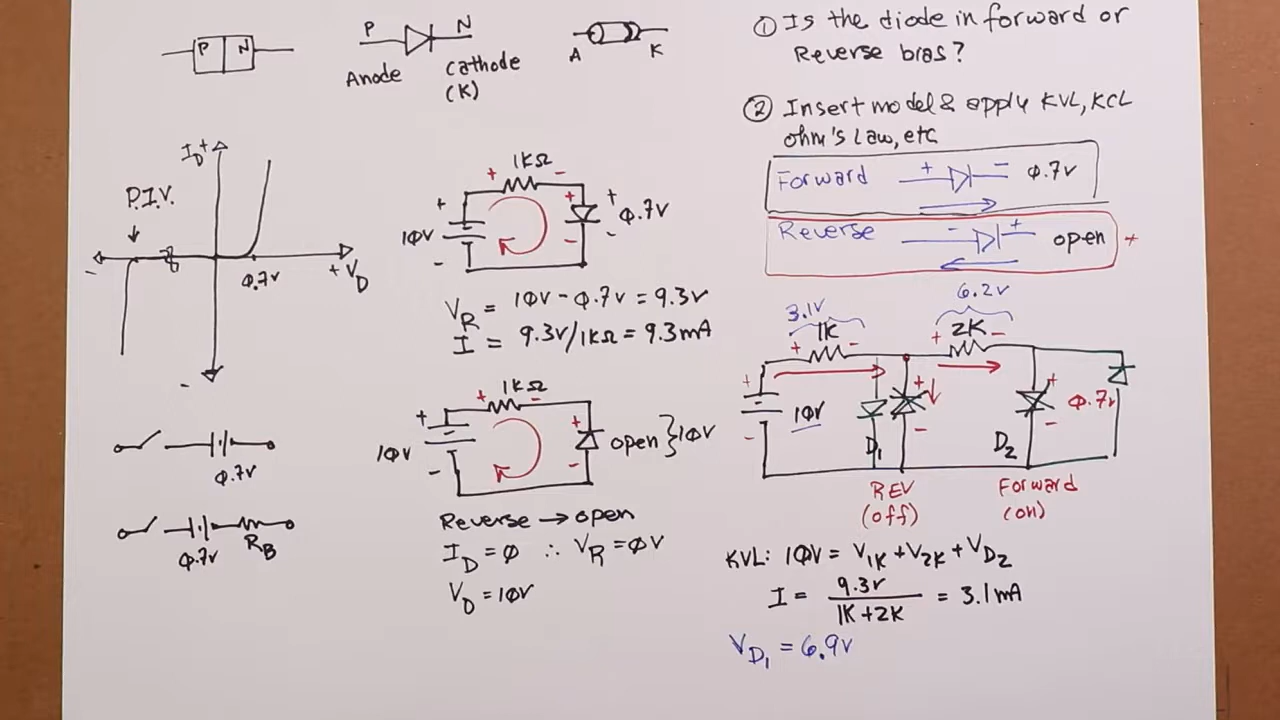 P N
P N
Anode Cathode
(K)
A K
① Is the diode in forward or
Reverse bias?
② Insert model & apply KVL, KCL
ohm's Law, etc
Forward + - 0.7v
Reverse - + open +
I_D +
P.I.V.
- 0.7v + V_D
-
1KΩ
+ -
+ + +
10V 0.7V
- - -
V_R = 10V - 0.7V = 9.3V
I = 9.3V/1KΩ = 9.3mA
1KΩ
+ -
+ +
10V open } 10V
- -
Reverse → open
I_D = 0 ∴ V_R = 0V
V_D = 10V
0.7V
0.7V R_B
3.1V 6.2V
1K 2K
+ - + -
+ + +
10V 0.7v
- - -
D1 D2
REV Forward
(off) (on)
KVL: 10V = V1K + V2K + VD2
I = 9.3V / 1K+2K = 3.1mA
V_D1 = 6.9V